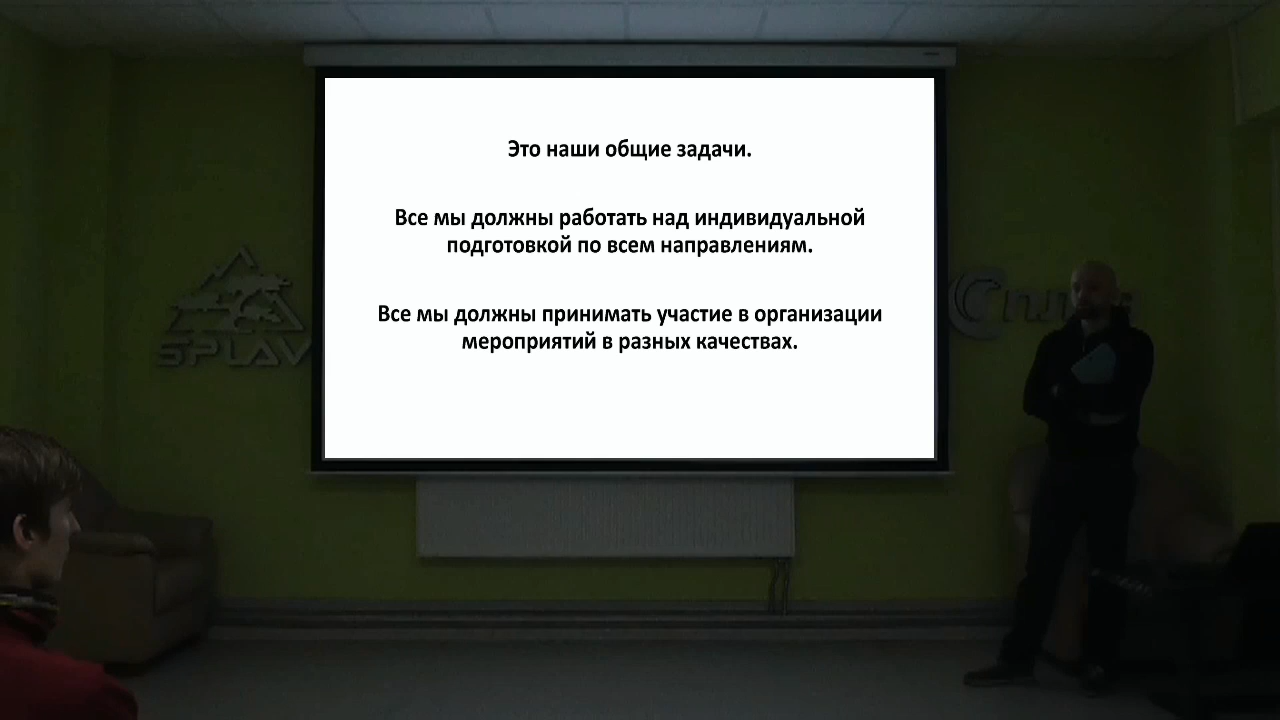 Это наши общие задачи.
Все мы должны работать над индивидуальной
подготовкой по всем направлениям.
Все мы должны принимать участие в организации
мероприятий в разных качествах.
SPLAV
Сплав